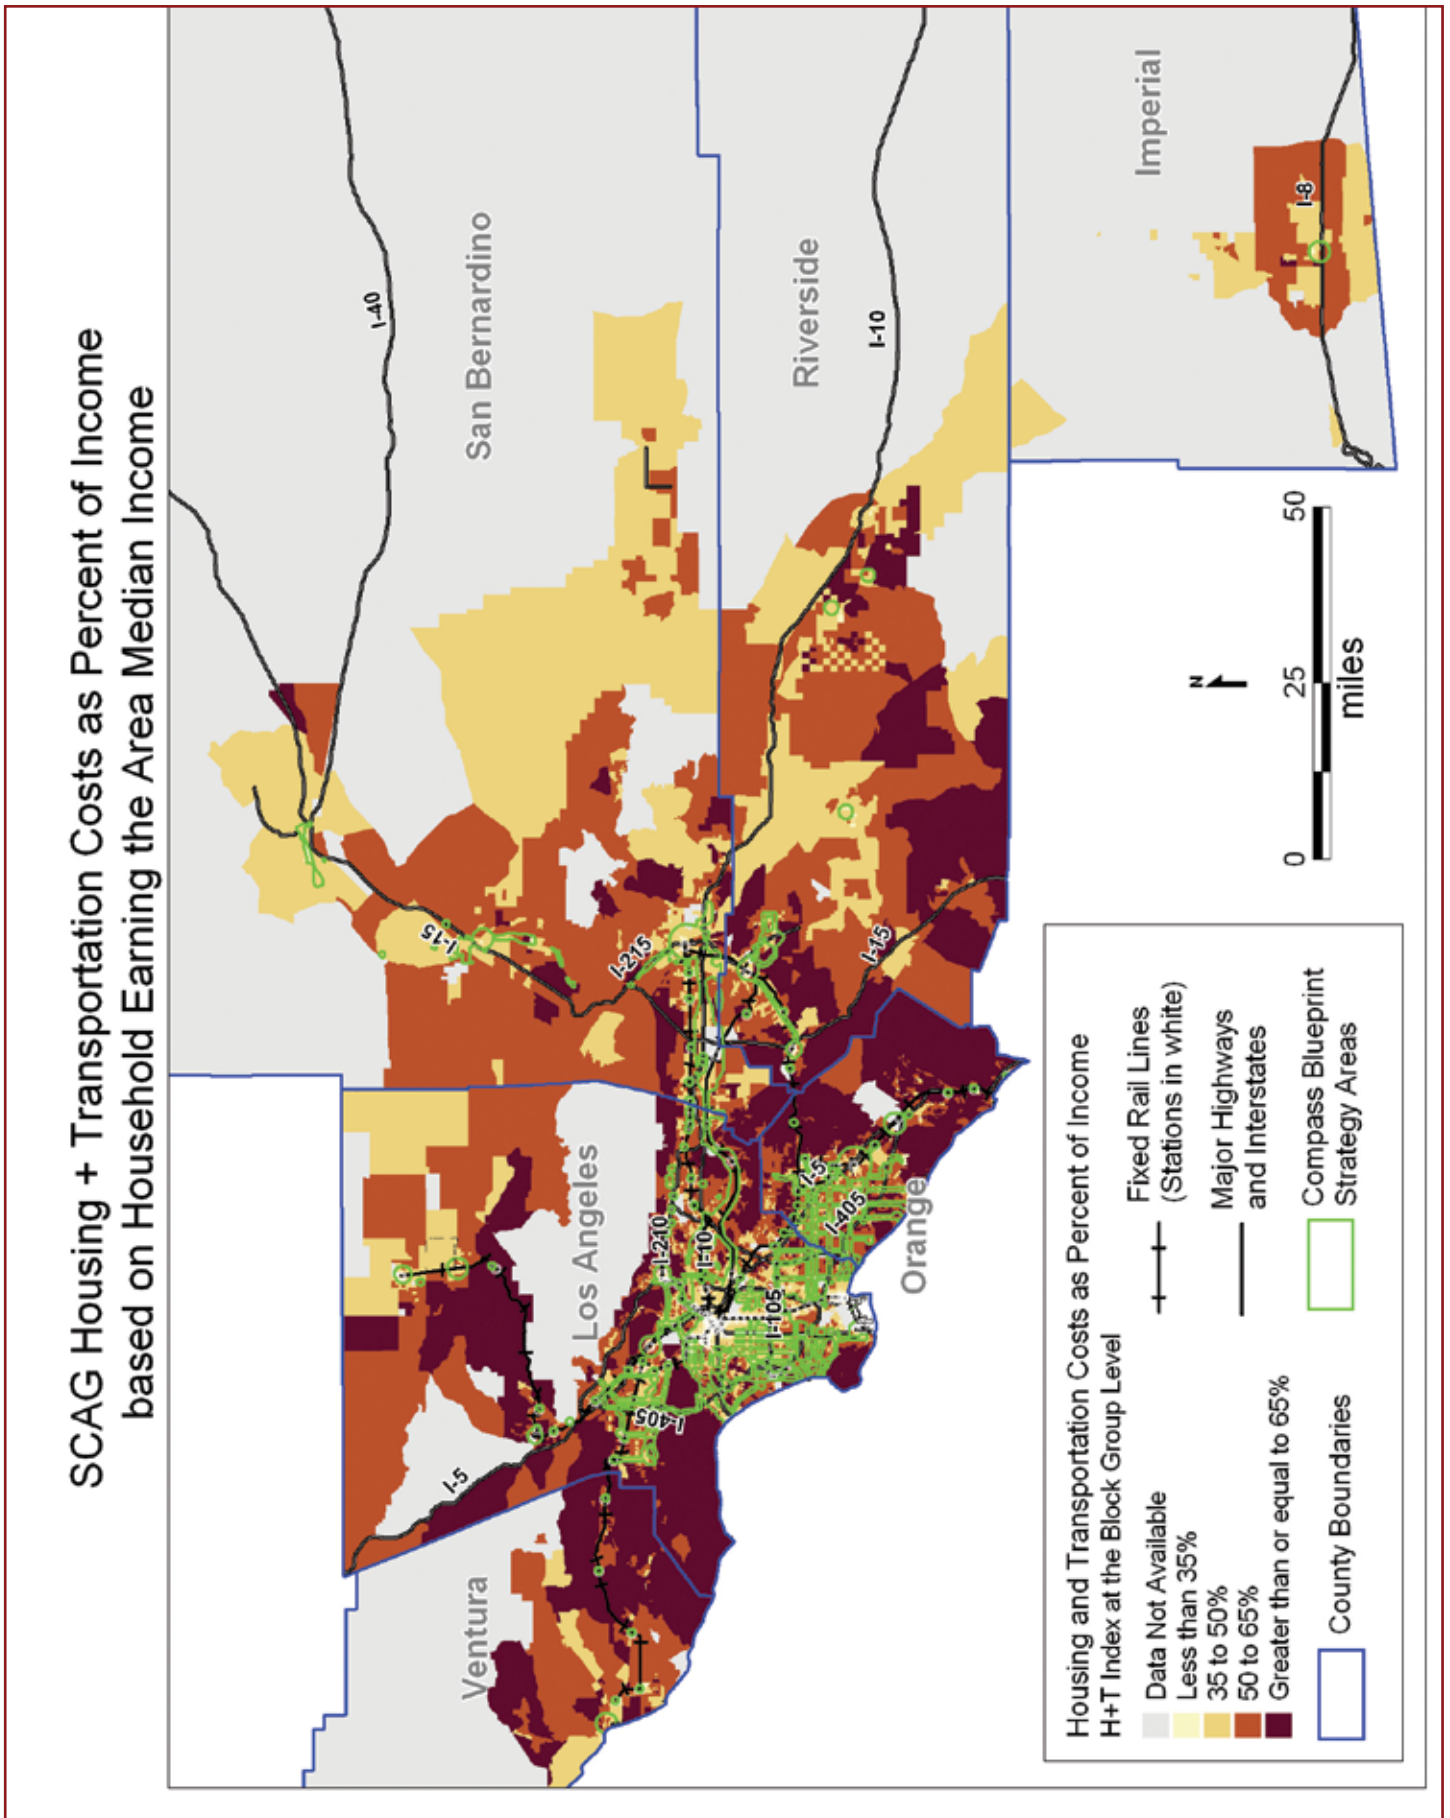 SCAG Housing + Transportation Costs as Percent of Income
based on Household Earning the Area Median Income
I-40
San Bernardino
I-15
I-215
Los Angeles
I-5
Ventura
I-405
I-210
I-10
I-105
I-5
I-405
Orange
I-15
Riverside
I-10
Imperial
I-8
N
0
25
50
miles
Housing and Transportation Costs as Percent of Income
H+T Index at the Block Group Level
Data Not Available
Less than 35%
35 to 50%
50 to 65%
Greater than or equal to 65%
County Boundaries
Fixed Rail Lines
(Stations in white)
Major Highways
and Interstates
Compass Blueprint
Strategy Areas